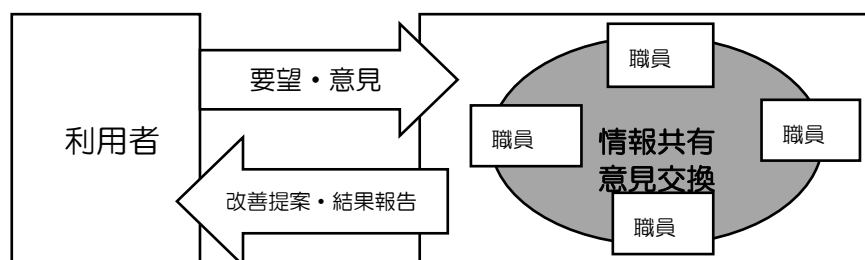 利用者
要望・意見
改善提案・結果報告
職員
職員
情報共有
意見交換
職員
職員